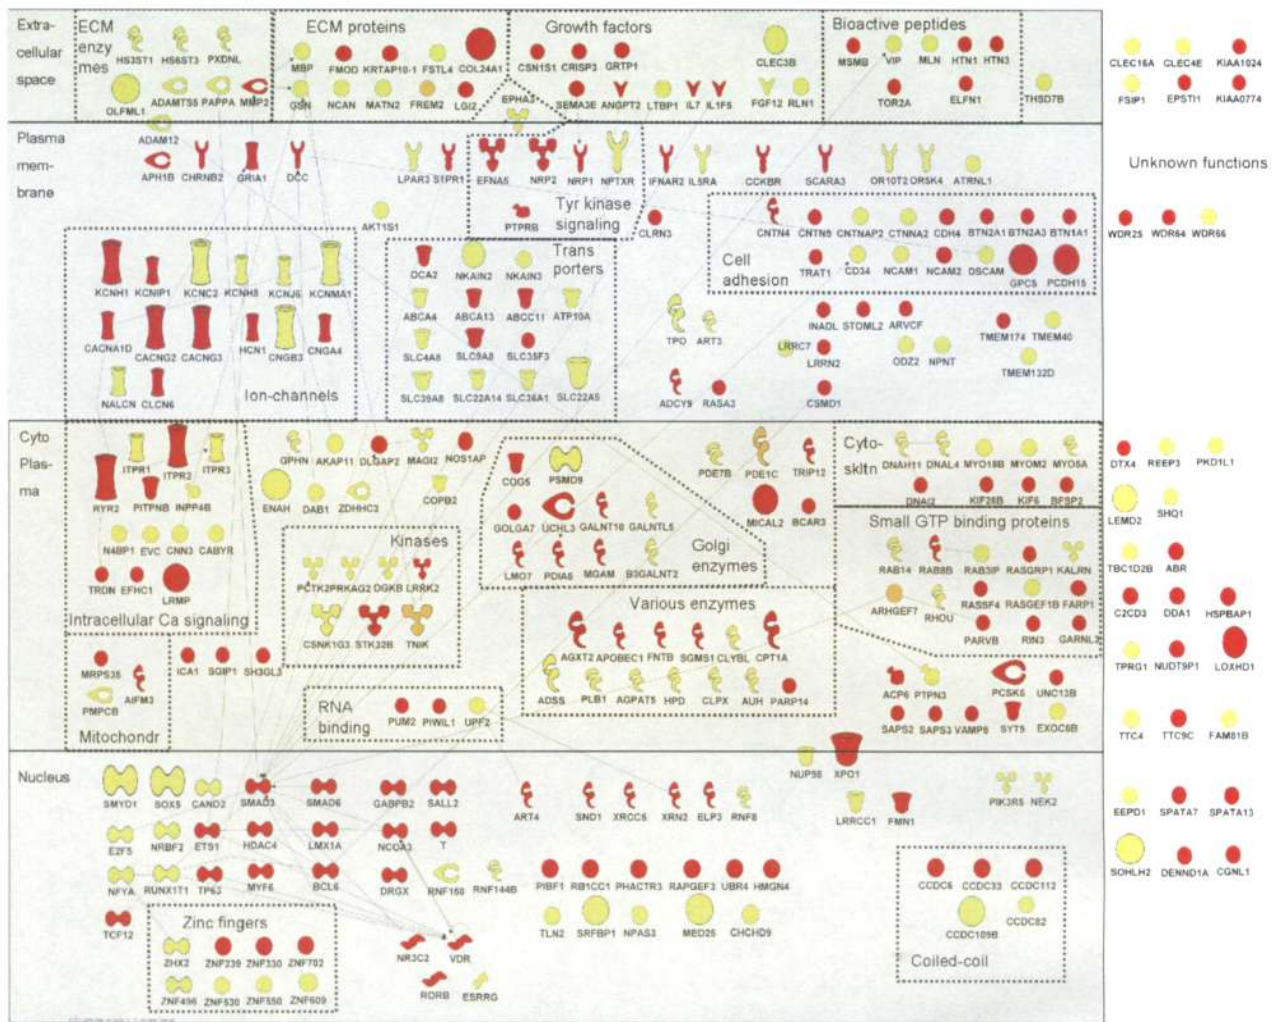 Extra-
cellular
space
ECM
enzy
mes
HS3ST1 HS6ST3 PXDNL
OLFML1 ADAMTS5 PAPPA MMP2
ADAM12
ECM proteins
MBP FMOD KRTAP10-1 FSTL4 COL24A1
GSN NCAN MATN2 FREM2 LGI2
EPHA3
Growth factors
CSN1S1 CRISP3 GRTP1 CLEC3B
SEMA3E ANGPT2 LTBP1 IL7 IL1F5 FGF12 RLN1
Bioactive peptides
MSMB VIP MLN HTN1 HTN3
TOR2A ELFN1
THSD7B
CLEC16A CLEC4E KIAA1024
FSIP1 EPSTI1 KIAA0774
Unknown functions
WDR25 WDR64 WDR66
Plasma
mem-
brane
APH1B CHRNB2 GRIA1 DCC
LPAR3 S1PR1
AKT1S1
EFNA5 NRP2 NRP1 NPTXR
Tyr kinase
signaling
PTPRB
IFNAR2 IL5RA CCKBR SCARA3 OR10T2 OR5K4 ATRNL1
CLRN3
CNTN4 CNTN5 CNTNAP2 CTNNA2 CDH4 BTN2A1 BTN2A3 BTN1A1
Cell
adhesion
TRAT1 CD34 NCAM1 NCAM2 DSCAM GPC5 PCDH15
KCNH1 KCNIP1 KCNC2 KCNH8 KCNJ6 KCNMA1
CACNA1D CACNG2 CACNG3 HCN1 CNGB3 CNGA4
NALCN CLCN6
Ion-channels
Trans
porters
DCA2 NKAIN2 NKAIN3
ABCA4 ABCA13 ABCC11 ATP10A
SLC4A8 SLC9A8 SLC35F3
SLC39A8 SLC22A14 SLC36A1 SLC22A5
TPO ART3
ADCY9 RASA3
INADL STOML2 ARVCF
LRRC7 LRRN2 ODZ2 NPNT
CSMD1
TMEM174 TMEM40
TMEM132D
Cyto
Plas-
ma
ITPR1 ITPR2 ITPR3
RYR2 PITPNB INPP4B
N4BP1 EVC CNN3 CABYR
TRDN EFHC1 LRMP
Intracellular Ca signaling
GPHN AKAP11 DLGAP2 MAGI2 NOS1AP
ENAH DAB1 ZDHHC3 COPB2
Kinases
PCTK2 PRKAG2 DGKB LRRK2
CSNK1G3 STK32B TNIK
COG5 PSMD9
GOLGA7 UCHL3 GALNT10 GALNTL5
LMO7 PDIA6 MGAM B3GALNT2
Golgi
enzymes
PDE7B PDE1C TRIP12
MICAL2 BCAR3
Cyto-
skltn
DNAH11 DNAL4 MYO18B MYOM2 MYO5A
DNAI2 KIF26B KIF6 BFSP2
Small GTP binding proteins
RAB14 RAB8B RAB3IP RASGRP1 KALRN
ARHGEF7 RHOU RASSF4 RASGEF1B FARP1
PARVB RIN3 GARNL3
Various enzymes
AGXT2 APOBEC1 FNTB SGMS1 CLYBL CPT1A
ADSS PLB1 AGPAT5 HPD CLPX AUH PARP14
MRPS35 AIFM3
PMPCB
Mitochondr
ICA1 SGIP1 SH3GL3
RNA
binding
PUM2 PIWIL1 UPF2
ACP6 PTPN3 PCSK6 UNC13B
SAPS2 SAPS3 VAMP8 SYT9 EXOC6B
DTX4 REEP3 PKD1L1
LEMD2 SHQ1
TBC1D2B ABR
C2CD3 DDA1 HSPBAP1
TPRG1 NUDT9P1 LOXHD1
TTC4 TTC9C FAM81B
Nucleus
SMYD1 SOX5 CAND2 SMAD3 SMAD6 GABPB2 SALL2
E2F5 NRBF2 ETS1 HDAC4 LMX1A NCOA3 T
NFYA RUNX1T1 TP63 MYF6 BCL6 DRGX RNF150 RNF144B
TCF12
Zinc fingers
ZHX2 ZNF239 ZNF330 ZNF702
ZNF496 ZNF530 ZNF550 ZNF609
NR3C2 VDR
RORB ESRRG
ART4 SND1 XRCC5 XRN2 ELP3 RNF8
PIBF1 RB1CC1 PHACTR3 RAPGEF3 UBR4 HMGN4
TLN2 SRFBP1 NPAS3 MED26 CHCHD9
NUP98 XPO1
LRRCC1 FMN1
PIK3R5 NEK2
CCDC6 CCDC33 CCDC112
CCDC109B CCDC82
Coiled-coil
EEPD1 SPATA7 SPATA13
SOHLH2 DENND1A CGNL1